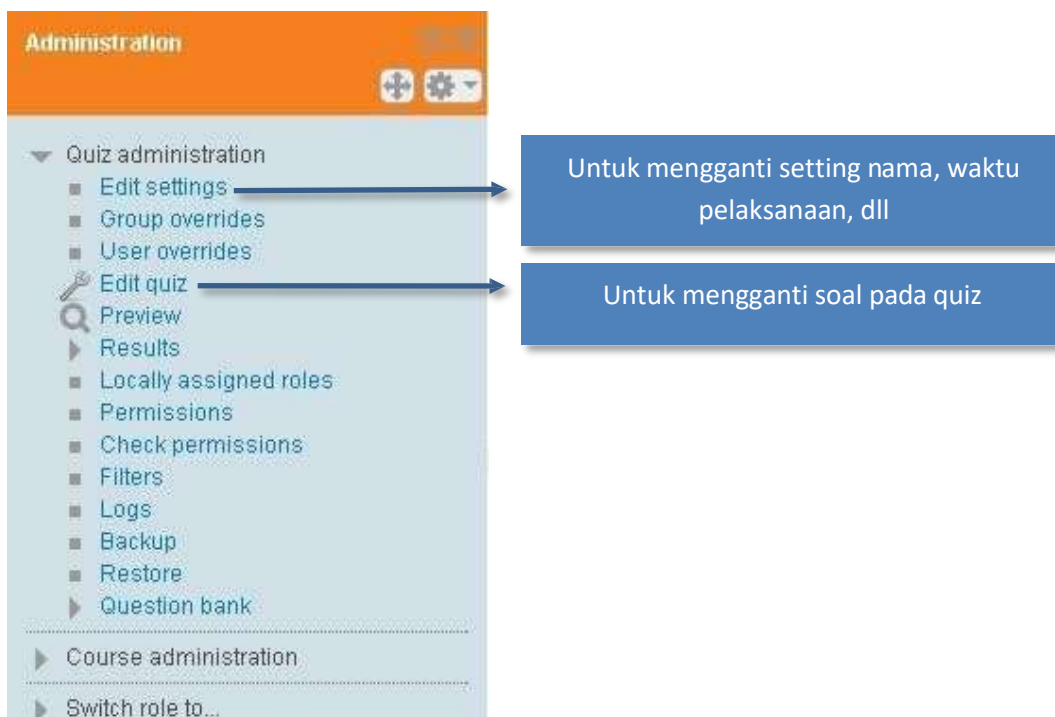 Administration
Quiz administration
Edit settings
Untuk mengganti setting nama, waktu
pelaksanaan, dll
Group overrides
User overrides
Edit quiz
Untuk mengganti soal pada quiz
Preview
Results
Locally assigned roles
Permissions
Check permissions
Filters
Logs
Backup
Restore
Question bank
Course administration
Switch role to...